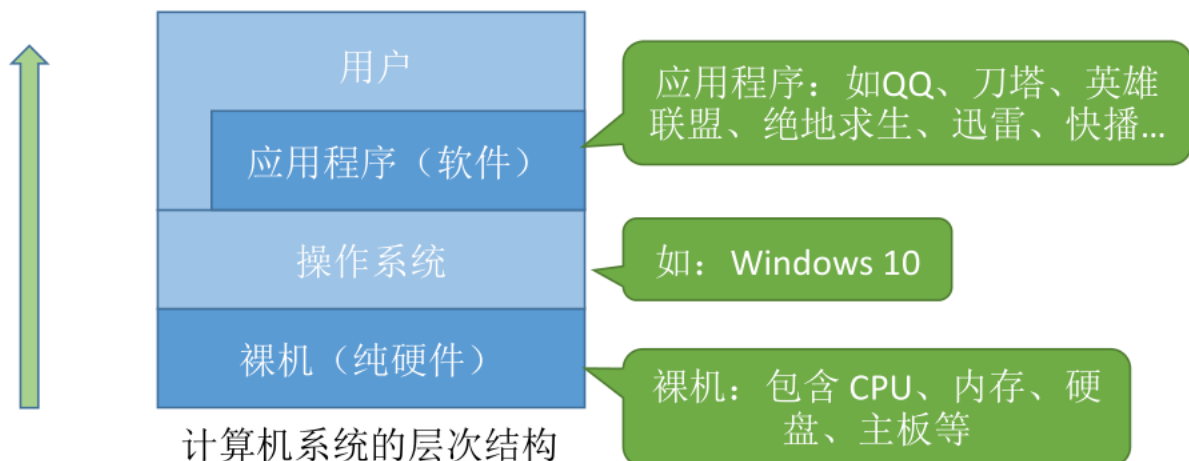 用户
应用程序（软件）
操作系统
裸机（纯硬件）
计算机系统的层次结构
应用程序：如QQ、刀塔、英雄
联盟、绝地求生、迅雷、快播...
如：Windows 10
裸机：包含 CPU、内存、硬
盘、主板等